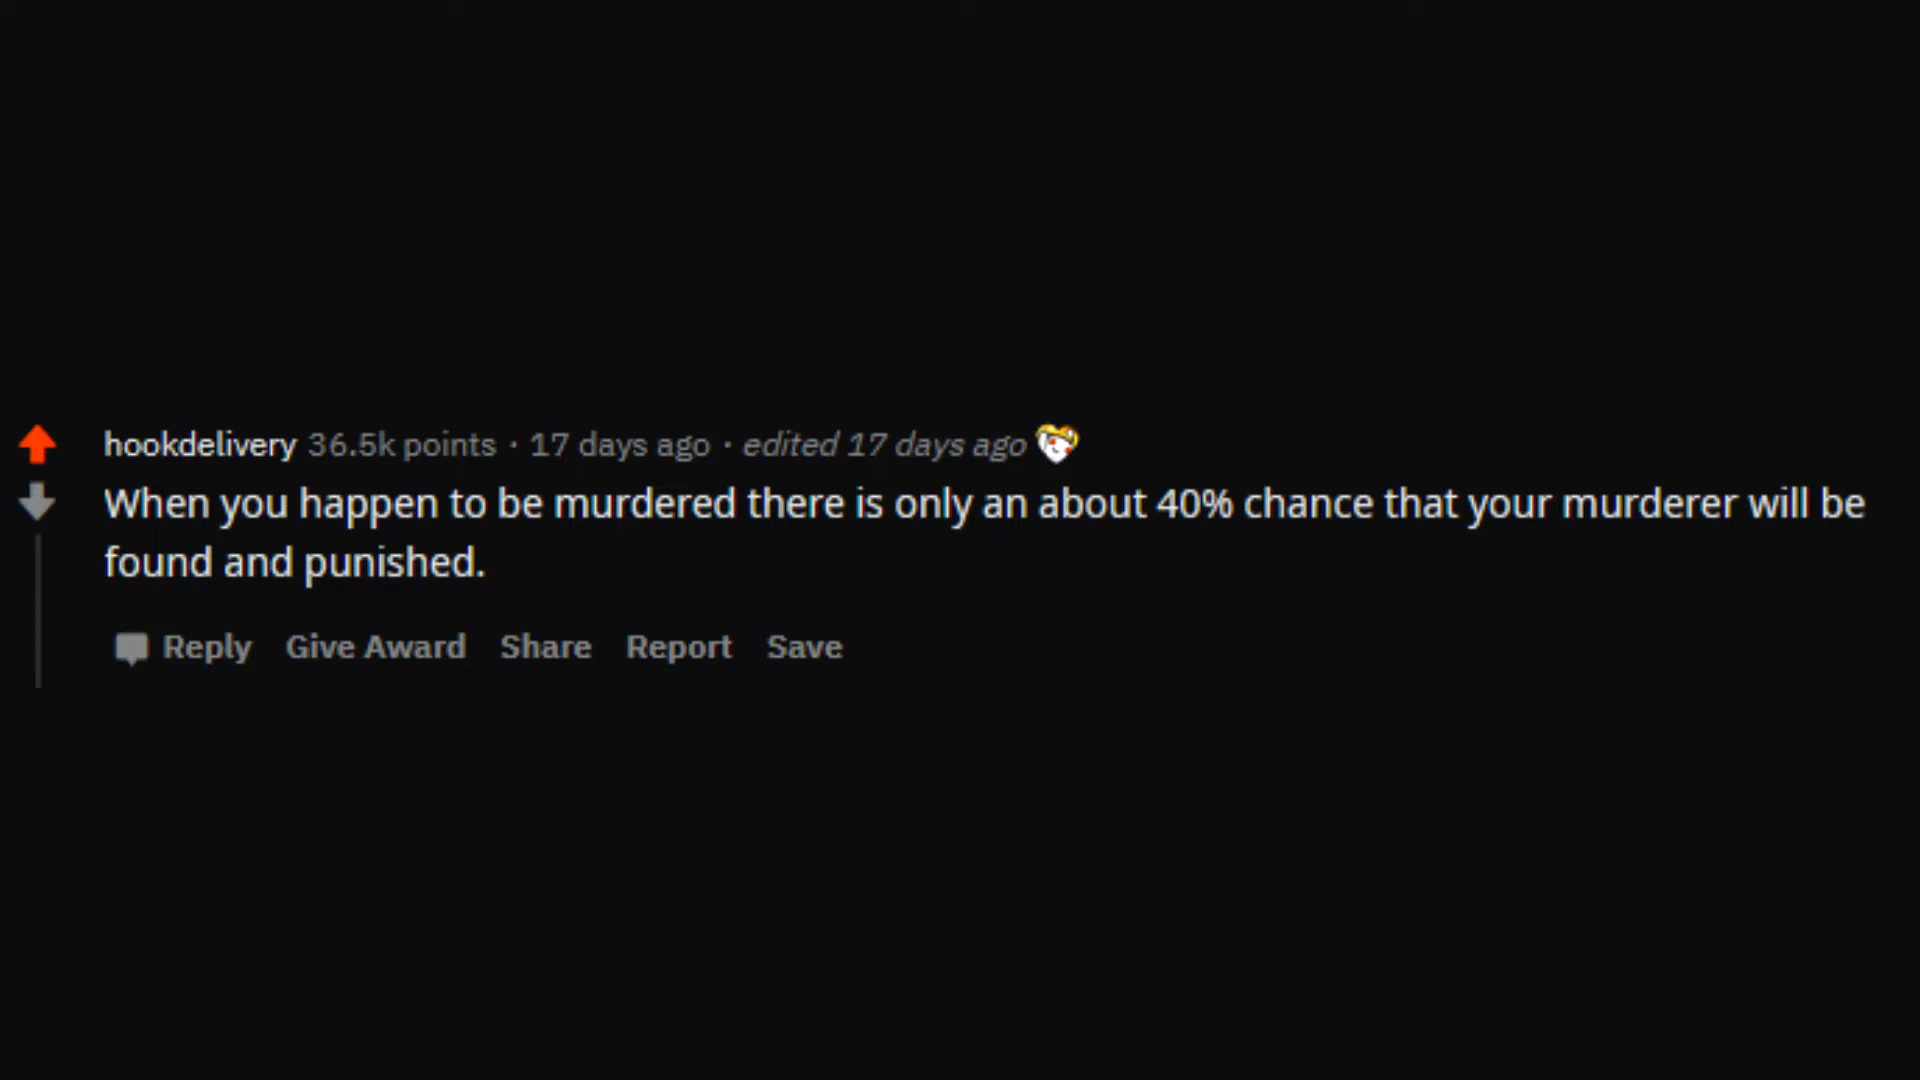 hookdelivery 36.5k points · 17 days ago · edited 17 days ago
When you happen to be murdered there is only an about 40% chance that your murderer will be
found and punished.
Reply Give Award Share Report Save